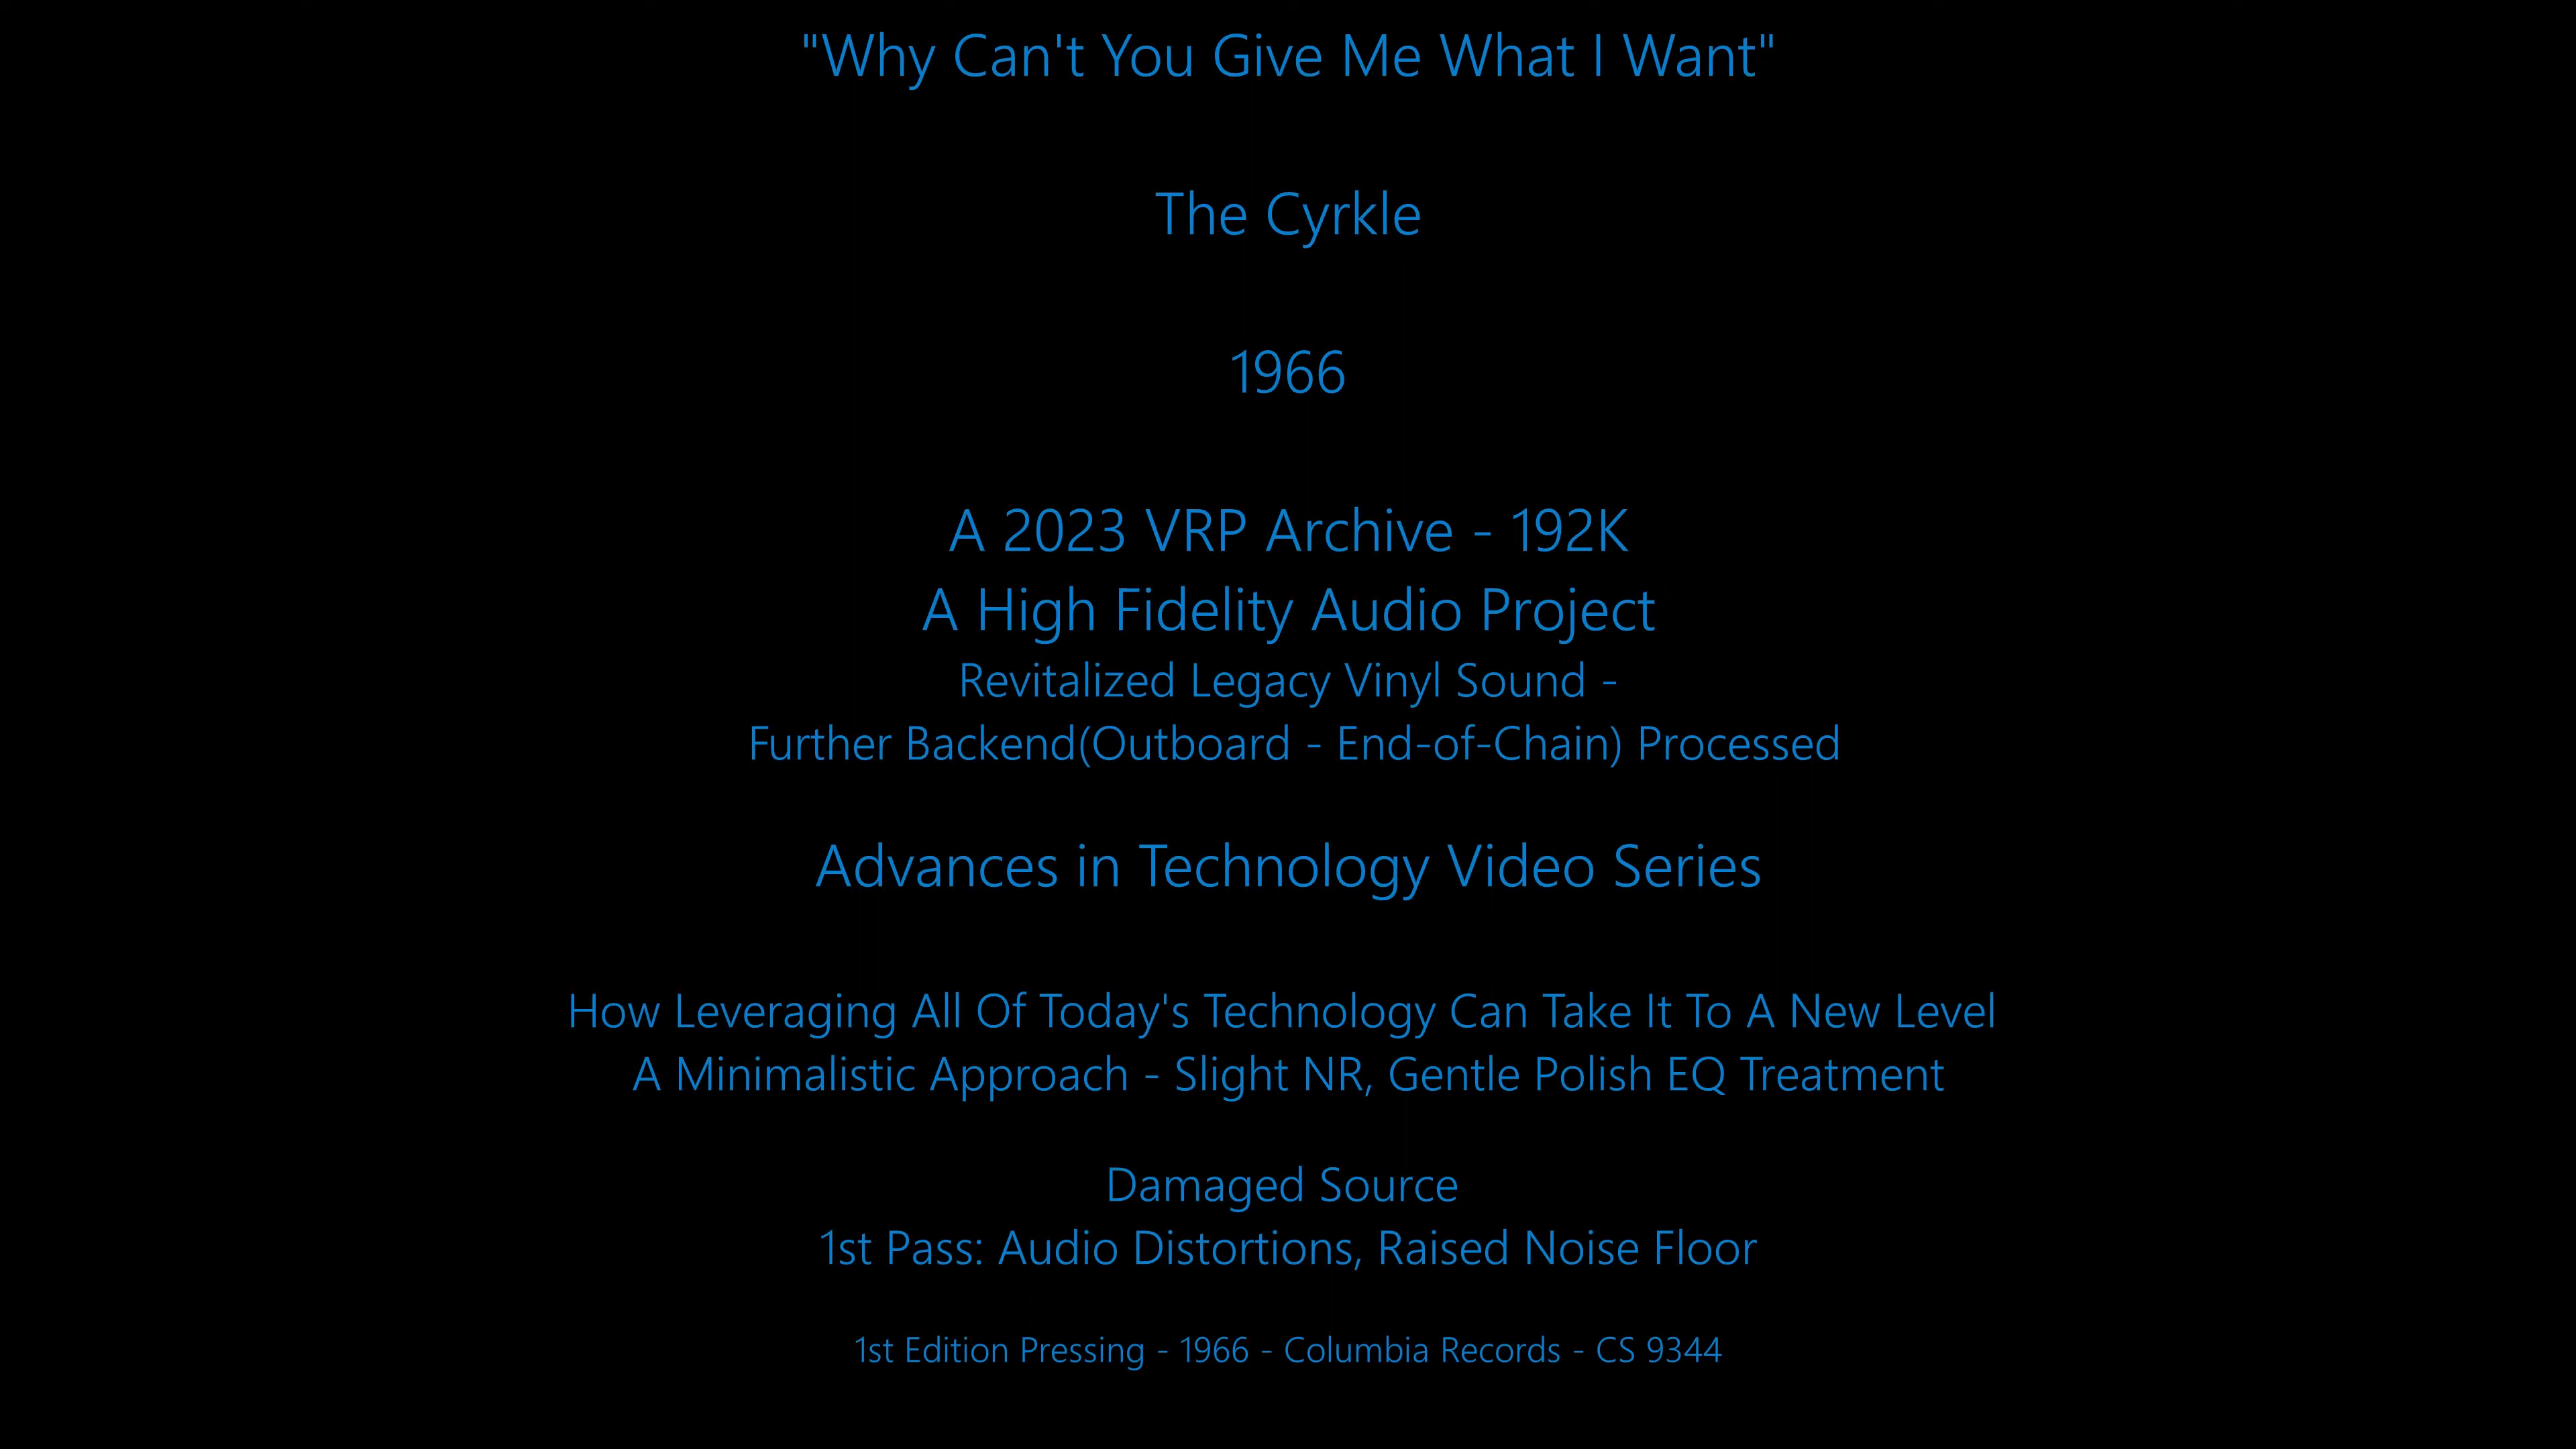 "Why Can't You Give Me What I Want"
The Cyrkle
1966
A 2023 VRP Archive - 192K
A High Fidelity Audio Project
Revitalized Legacy Vinyl Sound -
Further Backend(Outboard - End-of-Chain) Processed
Advances in Technology Video Series
How Leveraging All Of Today's Technology Can Take It To A New Level
A Minimalistic Approach - Slight NR, Gentle Polish EQ Treatment
Damaged Source
1st Pass: Audio Distortions, Raised Noise Floor
1st Edition Pressing - 1966 - Columbia Records - CS 9344